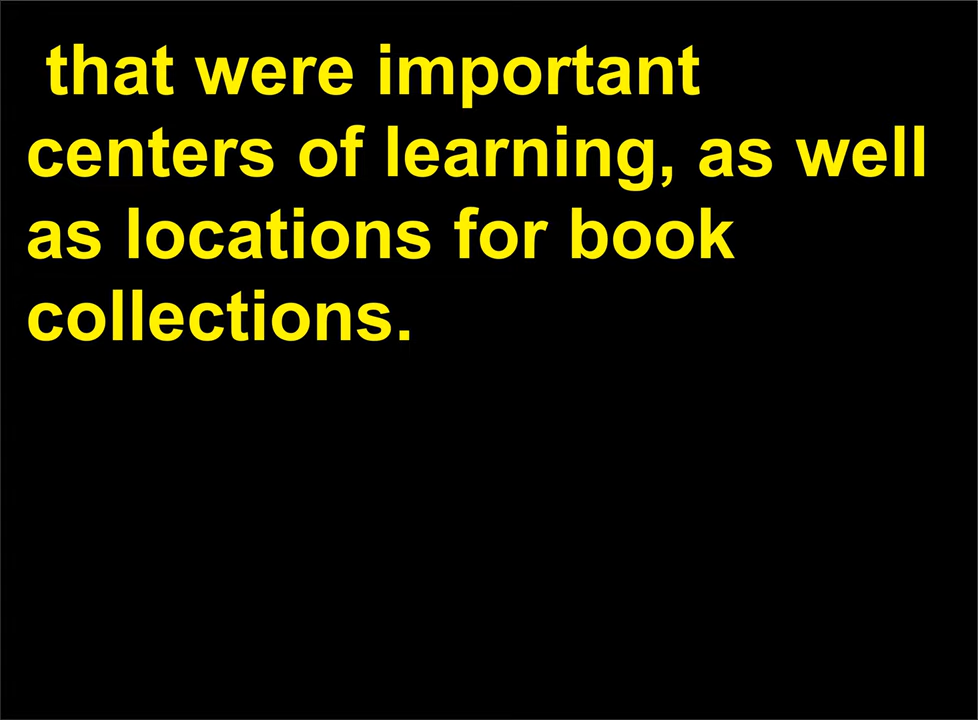 that were important
centers of learning, as well
as locations for book
collections.